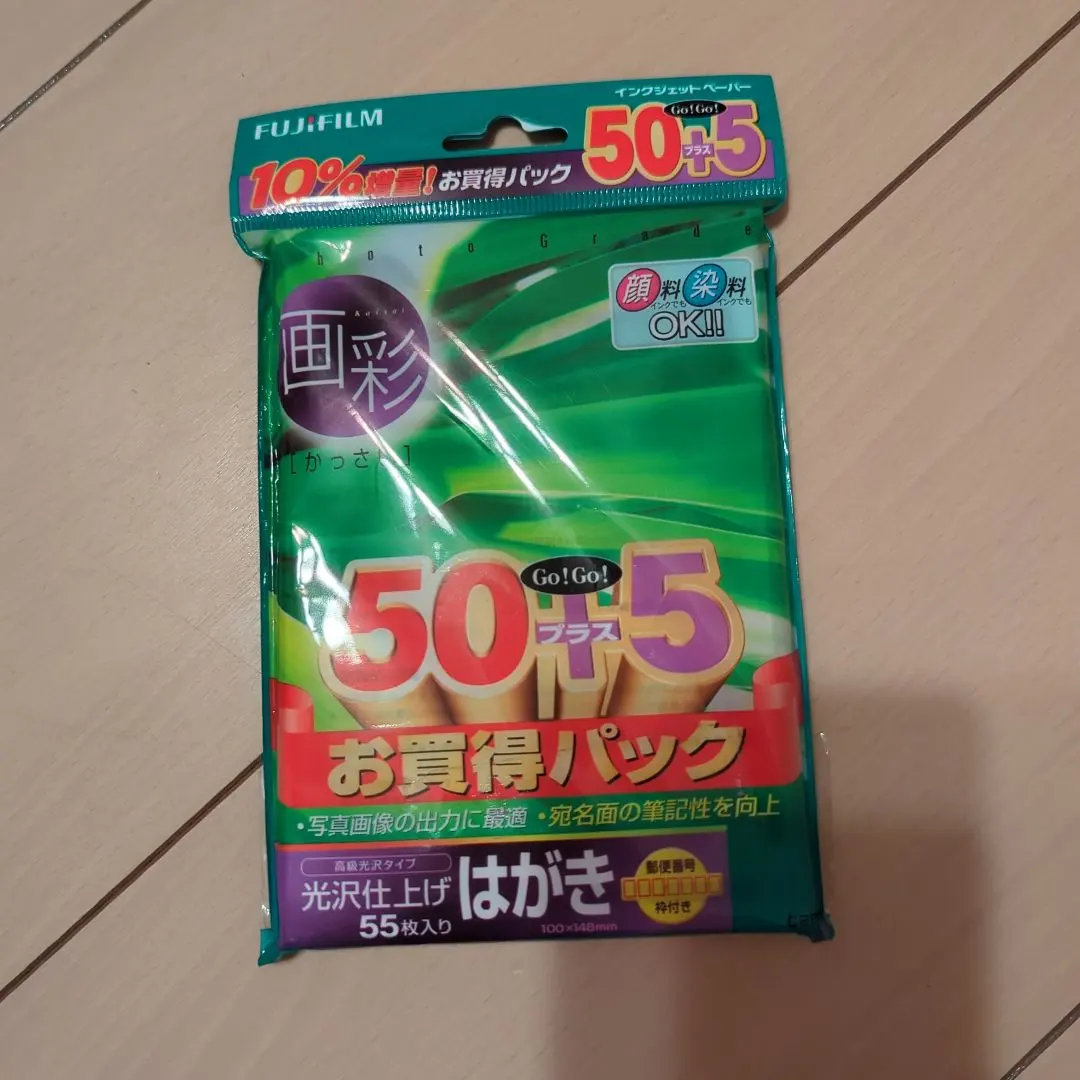 インクジェットペーパー
FUJIFILM
Go!Go!
50プラス+5
10%増量!お買得パック
hoto Grade
顔料インクでも染料インクでも
OK!!
Kassai
画彩
[かっさい]
Go!Go!
50プラス+5
お買得パック
・写真画像の出力に最適 ・宛名面の筆記性を向上
高級光沢タイプ
光沢仕上げ
55枚入り
はがき
100×148mm
郵便番号
枠付き